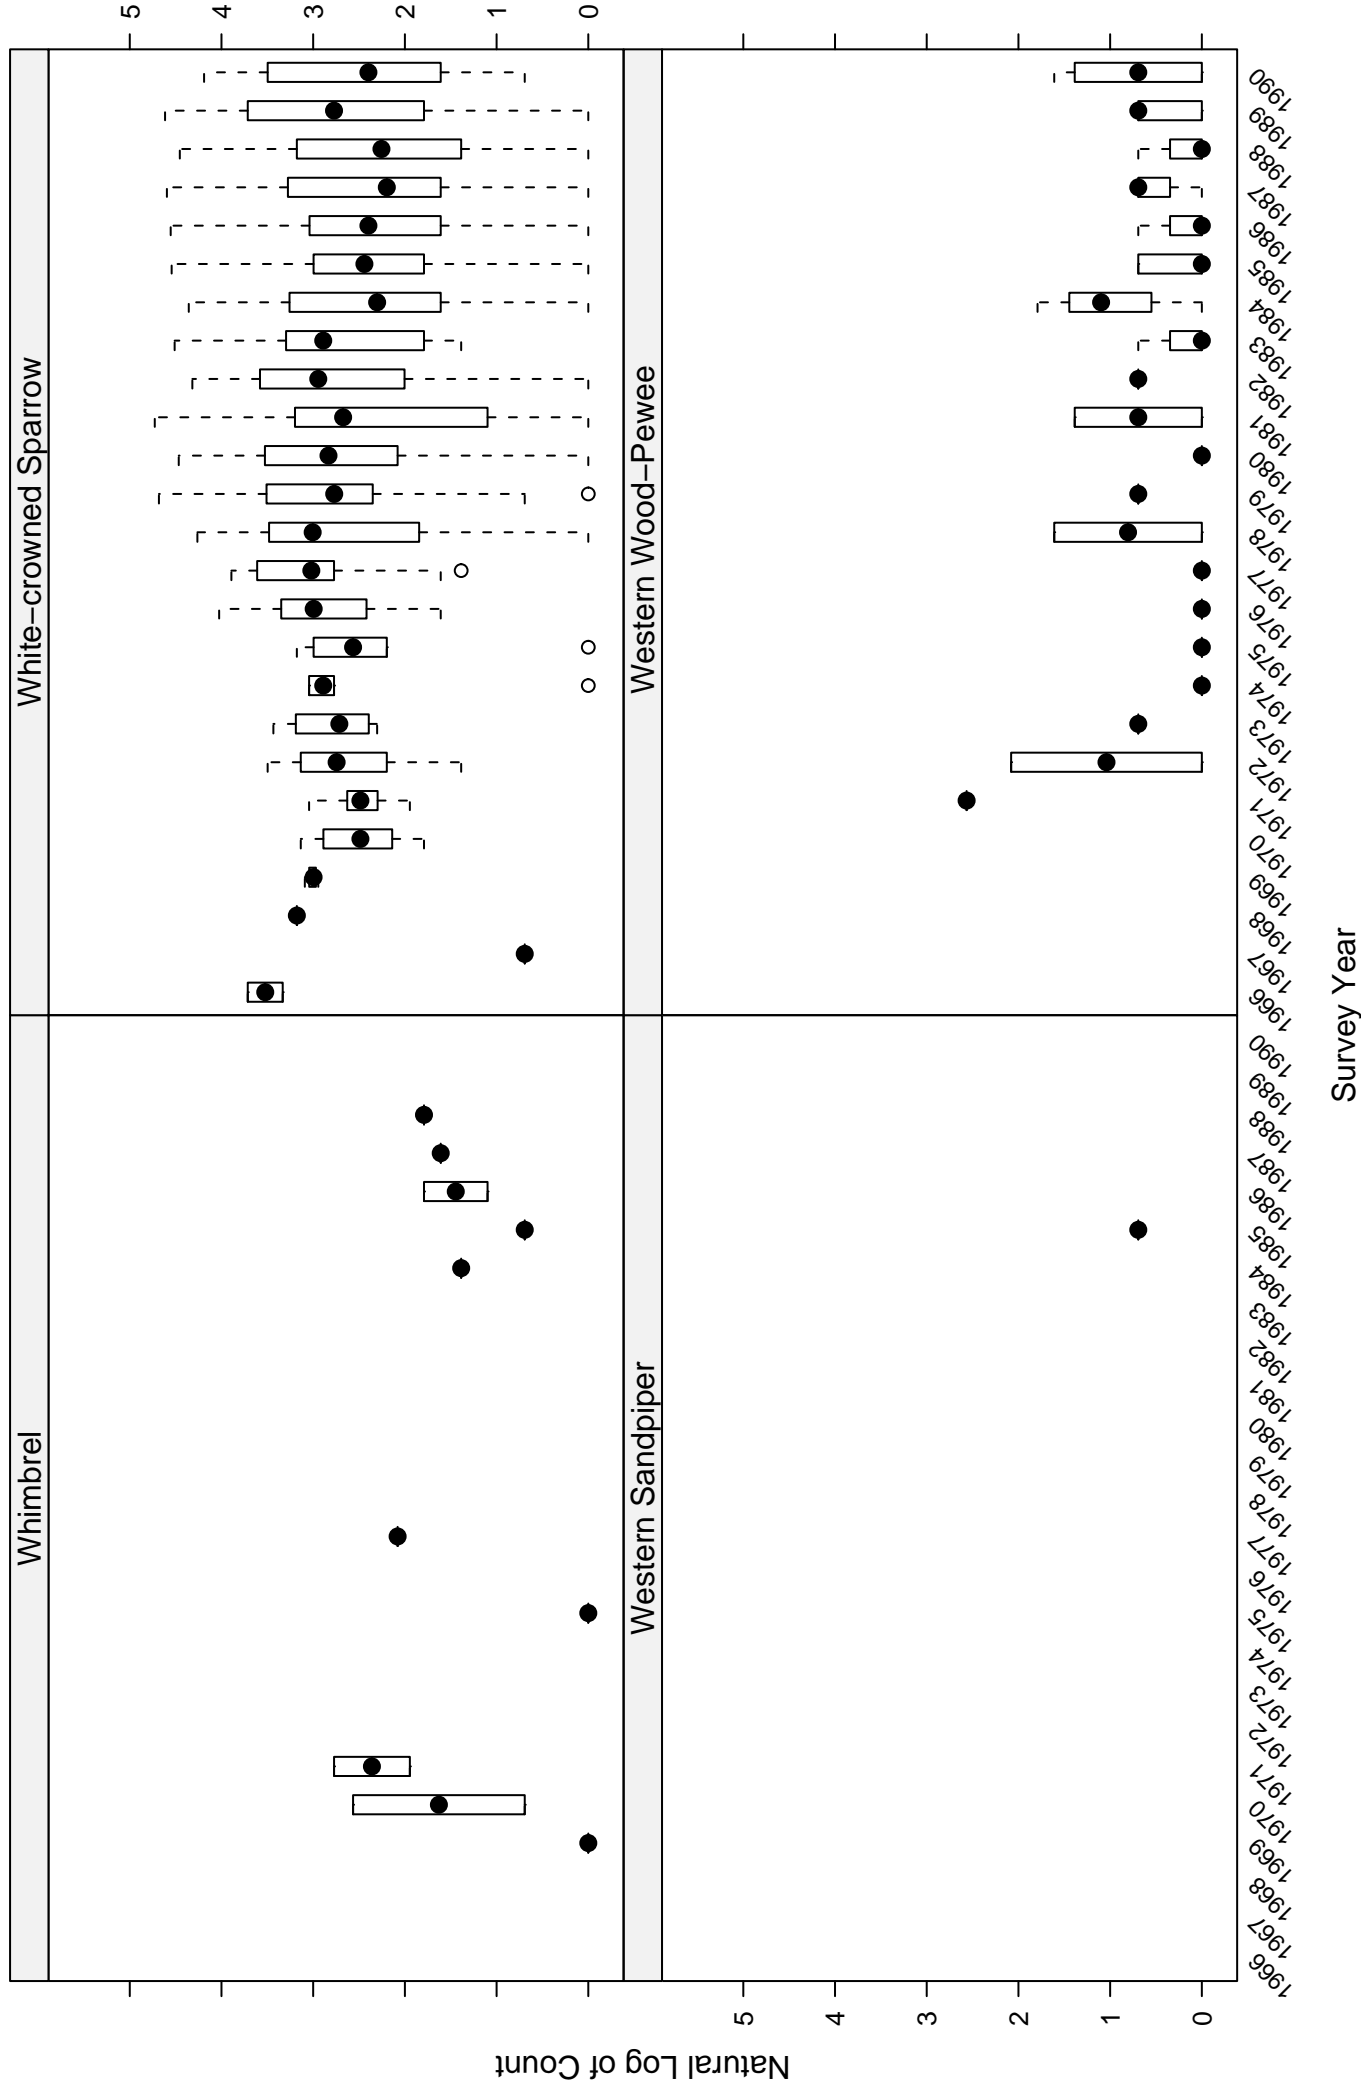 Whimbrel
White−crowned Sparrow
5
4
3
2
1
0
Western Sandpiper
Western Wood−Pewee
5
4
3
2
1
0
Natural Log of Count
1966 1967 1968 1969 1970 1971 1972 1973 1974 1975 1976 1977 1978 1979 1980 1981 1982 1983 1984 1985 1986 1987 1988 1989 1990
1966 1967 1968 1969 1970 1971 1972 1973 1974 1975 1976 1977 1978 1979 1980 1981 1982 1983 1984 1985 1986 1987 1988 1989 1990
Survey Year